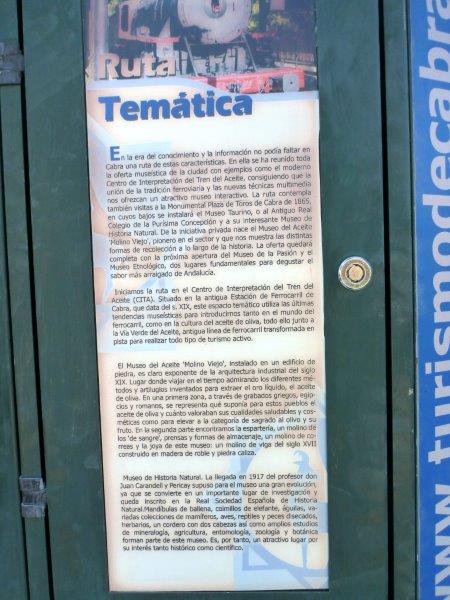 Ruta
Temática
En la era del conocimiento y la información no podía faltar en
Cabra una ruta de estas características. En ella se ha reunido toda
la oferta museística de la ciudad con ejemplos como el moderno
Centro de Interpretación del Tren del Aceite, consiguiendo que la
unión de la tradición ferroviaria y las nuevas técnicas multimedia
nos ofrezcan un atractivo museo interactivo. La ruta contempla
también visitas a la Monumental Plaza de Toros de Cabra de 1865,
en cuyos bajos se instalará el Museo Taurino, o al Antiguo Real
Colegio de la Purísima Concepción y a su interesante Museo de
Historia Natural. De la iniciativa privada nace el Museo del Aceite
'Molino Viejo', pionero en el sector y que nos muestra las distintas
formas de recolección a lo largo de la historia. La oferta quedará
completa con la próxima apertura del Museo de la Pasión y el
Museo Etnológico, dos lugares fundamentales para degustar el
sabor más arraigado de Andalucía.
Iniciamos la ruta en el Centro de Interpretación del Tren del
Aceite (CITA). Situado en la antigua Estación de Ferrocarril de
Cabra, que data del s. XIX, este espacio temático utiliza las últimas
tendencias museísticas para introducirnos tanto en el mundo del
ferrocarril, como en la cultura del aceite de oliva, todo ello junto a
la Vía Verde del Aceite, antigua línea de ferrocarril transformada en
pista para realizar todo tipo de turismo activo.
El Museo del Aceite 'Molino Viejo', instalado en un edificio de
piedra, es claro exponente de la arquitectura industrial del siglo
XIX. Lugar donde viajar en el tiempo admirando los diferentes mé-
todos y artilugios inventados para extraer el oro líquido, el aceite
de oliva. En una primera zona, a través de grabados griegos, egip-
cios y romanos, se representa qué suponía para estos pueblos el
aceite de oliva y cuánto valoraban sus cualidades saludables y cos-
méticas como para elevar a la categoría de sagrado al olivo y su
fruto. En la segunda parte encontramos la espartería, un molino de
los 'de sangre', prensas y formas de almacenaje, un molino de co-
rreas y la joya de este museo: un molino de viga del siglo XVII
construido en madera de roble y piedra caliza.
Museo de Historia Natural. La llegada en 1917 del profesor don
Juan Carandell y Pericay supuso para el museo una gran evolución,
ya que se convierte en un importante lugar de investigación y
queda inscrito en la Real Sociedad Española de Historia
Natural.Mandíbulas de ballena, colmillos de elefante, águilas, va-
riadas colecciones de mamíferos, aves, reptiles y peces disecados,
herbarios, un cordero con dos cabezas así como amplios estudios
de mineralogía, agricultura, entomología, zoología y botánica
forman parte de este museo. Es, por tanto, un atractivo lugar por
su interés tanto histórico como científico.
www.turismodecabra